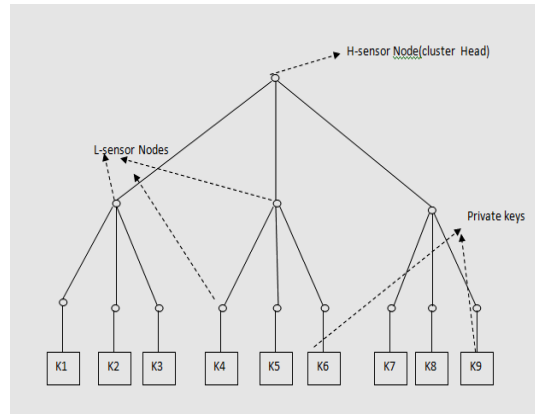 H-sensor Node(cluster Head)
L-sensor Nodes
Private keys
K1 K2 K3 K4 K5 K6 K7 K8 K9